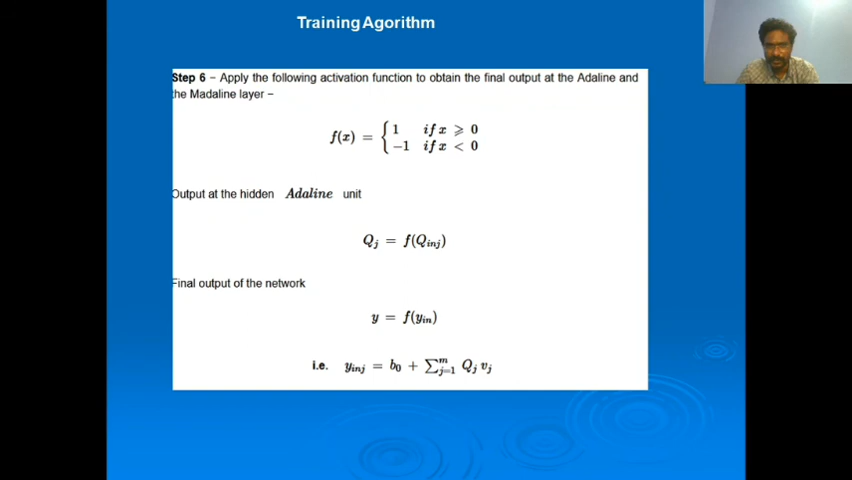 Training Agorithm
Step 6 – Apply the following activation function to obtain the final output at the Adaline and
the Madaline layer –
f(x) = { 1 if x ⩾ 0
−1 if x < 0
Output at the hidden Adaline unit
Qj = f(Qinj)
Final output of the network
y = f(yin)
i.e. yinj = b0 + ∑j=1^m Qj vj